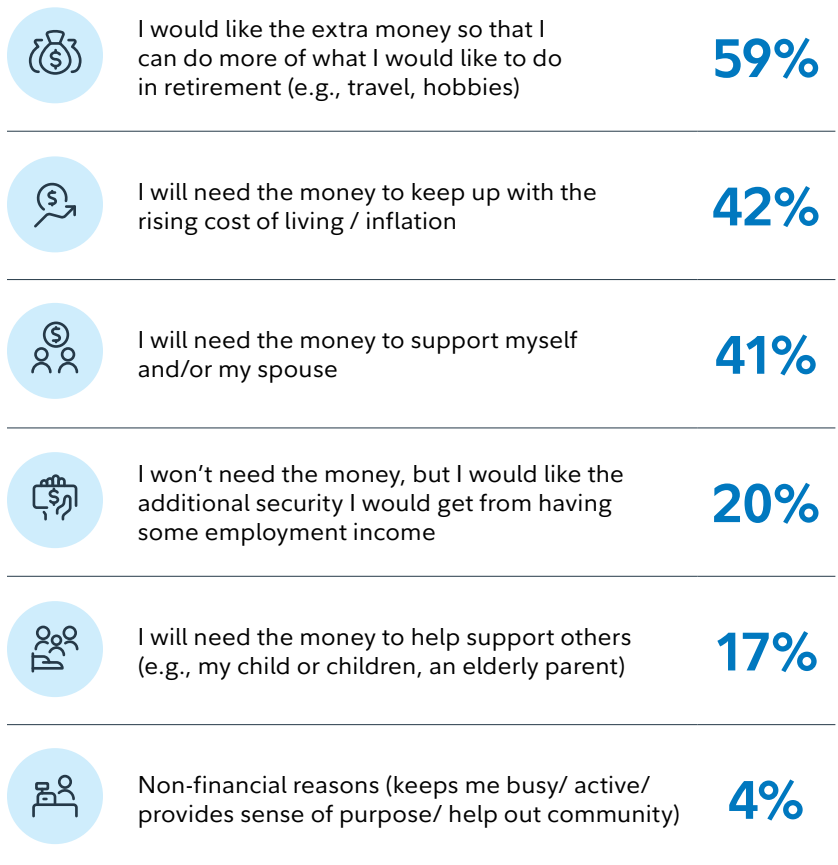 I would like the extra money so that I
can do more of what I would like to do
in retirement (e.g., travel, hobbies)
59%
I will need the money to keep up with the
rising cost of living / inflation
42%
I will need the money to support myself
and/or my spouse
41%
I won’t need the money, but I would like the
additional security I would get from having
some employment income
20%
I will need the money to help support others
(e.g., my child or children, an elderly parent)
17%
Non-financial reasons (keeps me busy/ active/
provides sense of purpose/ help out community)
4%